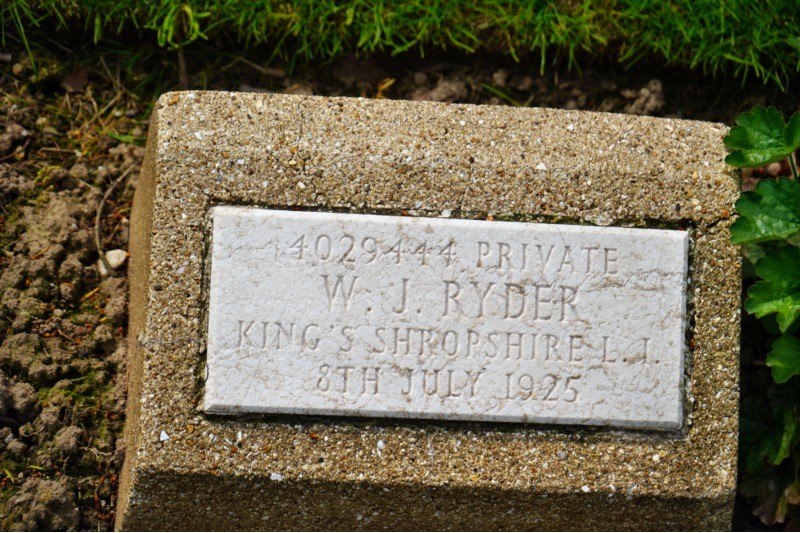 4029444 PRIVATE
W. J. RYDER
KING'S SHROPSHIRE L. I.
8TH JULY 1925